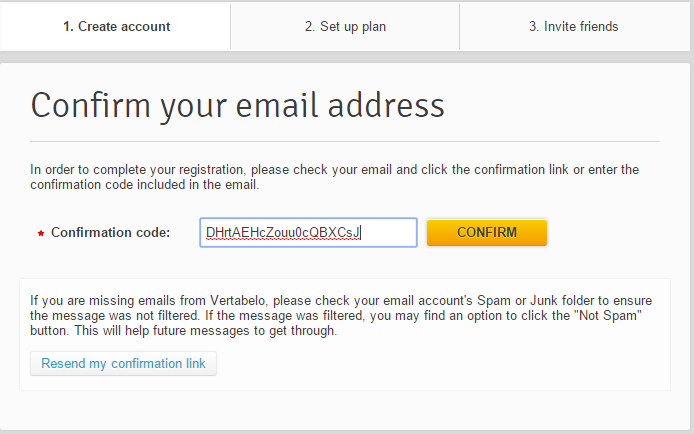 1. Create account
2. Set up plan
3. Invite friends
Confirm your email address
In order to complete your registration, please check your email and click the confirmation link or enter the
confirmation code included in the email.
* Confirmation code: DHrtAEHcZouu0cQBXCsJ CONFIRM
If you are missing emails from Vertabelo, please check your email account's Spam or Junk folder to ensure
the message was not filtered. If the message was filtered, you may find an option to click the "Not Spam"
button. This will help future messages to get through.
Resend my confirmation link